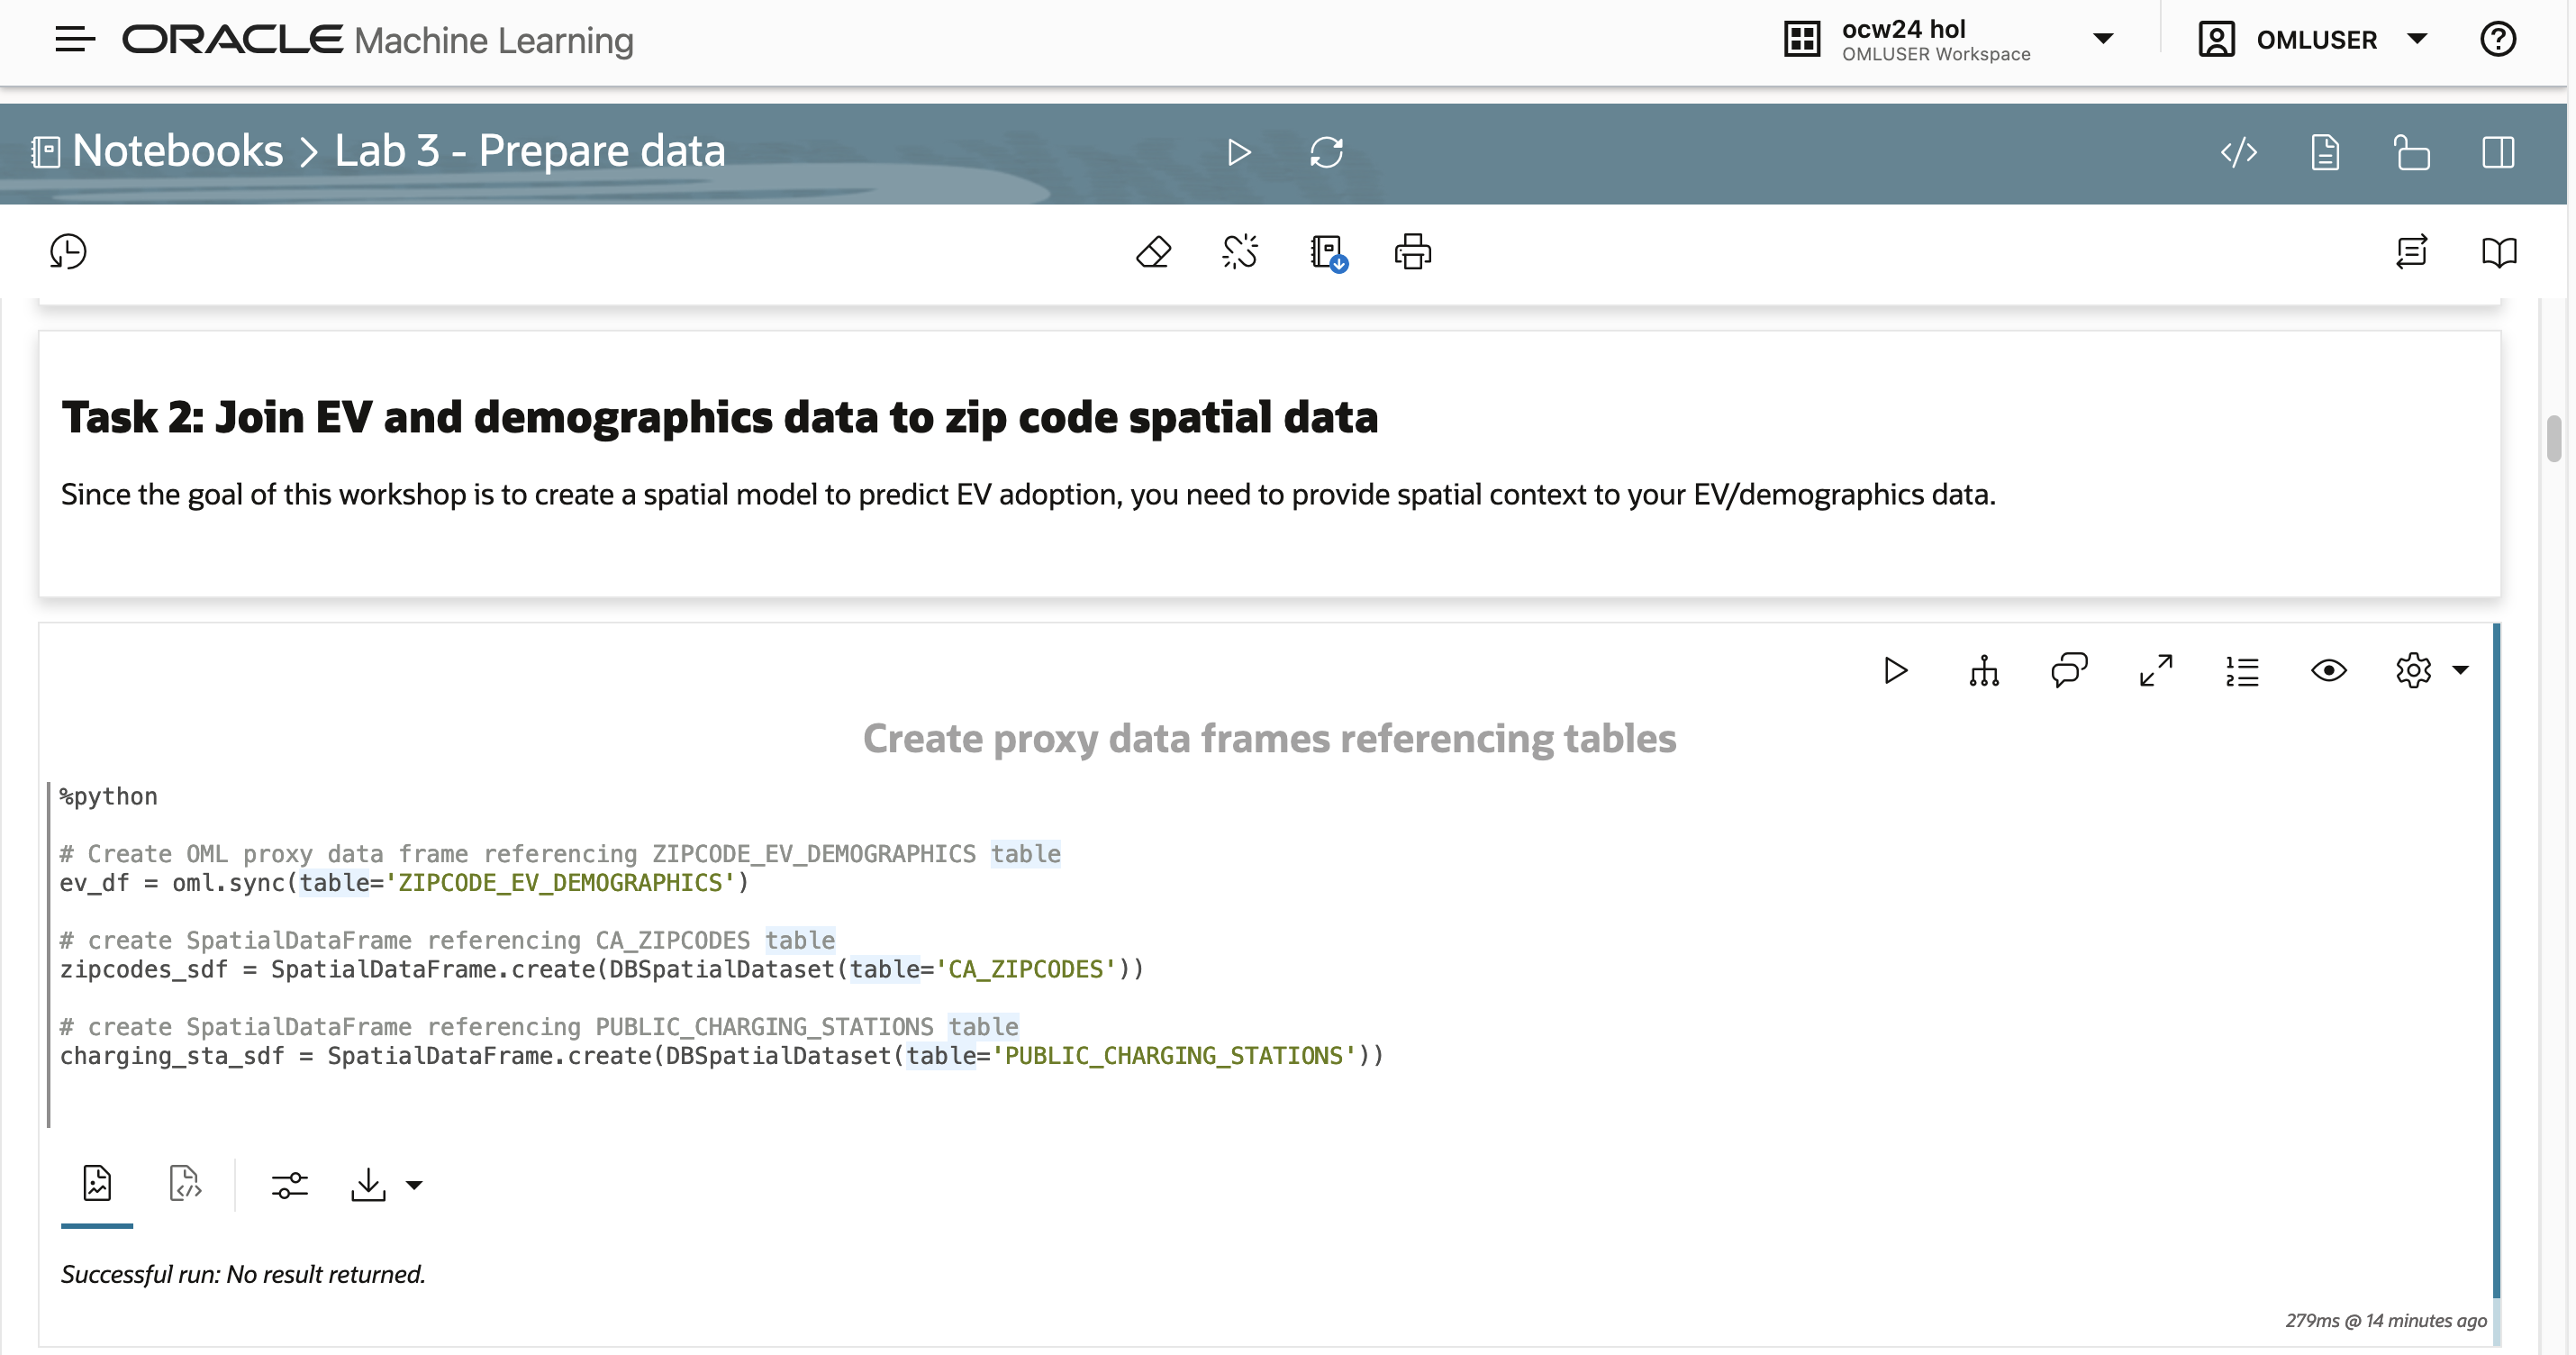 ORACLE Machine Learning
ocw24 hol
OMLUSER Workspace
OMLUSER
Notebooks > Lab 3 - Prepare data
Task 2: Join EV and demographics data to zip code spatial data
Since the goal of this workshop is to create a spatial model to predict EV adoption, you need to provide spatial context to your EV/demographics data.
Create proxy data frames referencing tables
%python
# Create OML proxy data frame referencing ZIPCODE_EV_DEMOGRAPHICS table
ev_df = oml.sync(table='ZIPCODE_EV_DEMOGRAPHICS')
# create SpatialDataFrame referencing CA_ZIPCODES table
zipcodes_sdf = SpatialDataFrame.create(DBSpatialDataset(table='CA_ZIPCODES'))
# create SpatialDataFrame referencing PUBLIC_CHARGING_STATIONS table
charging_sta_sdf = SpatialDataFrame.create(DBSpatialDataset(table='PUBLIC_CHARGING_STATIONS'))
Successful run: No result returned.
279ms @ 14 minutes ago